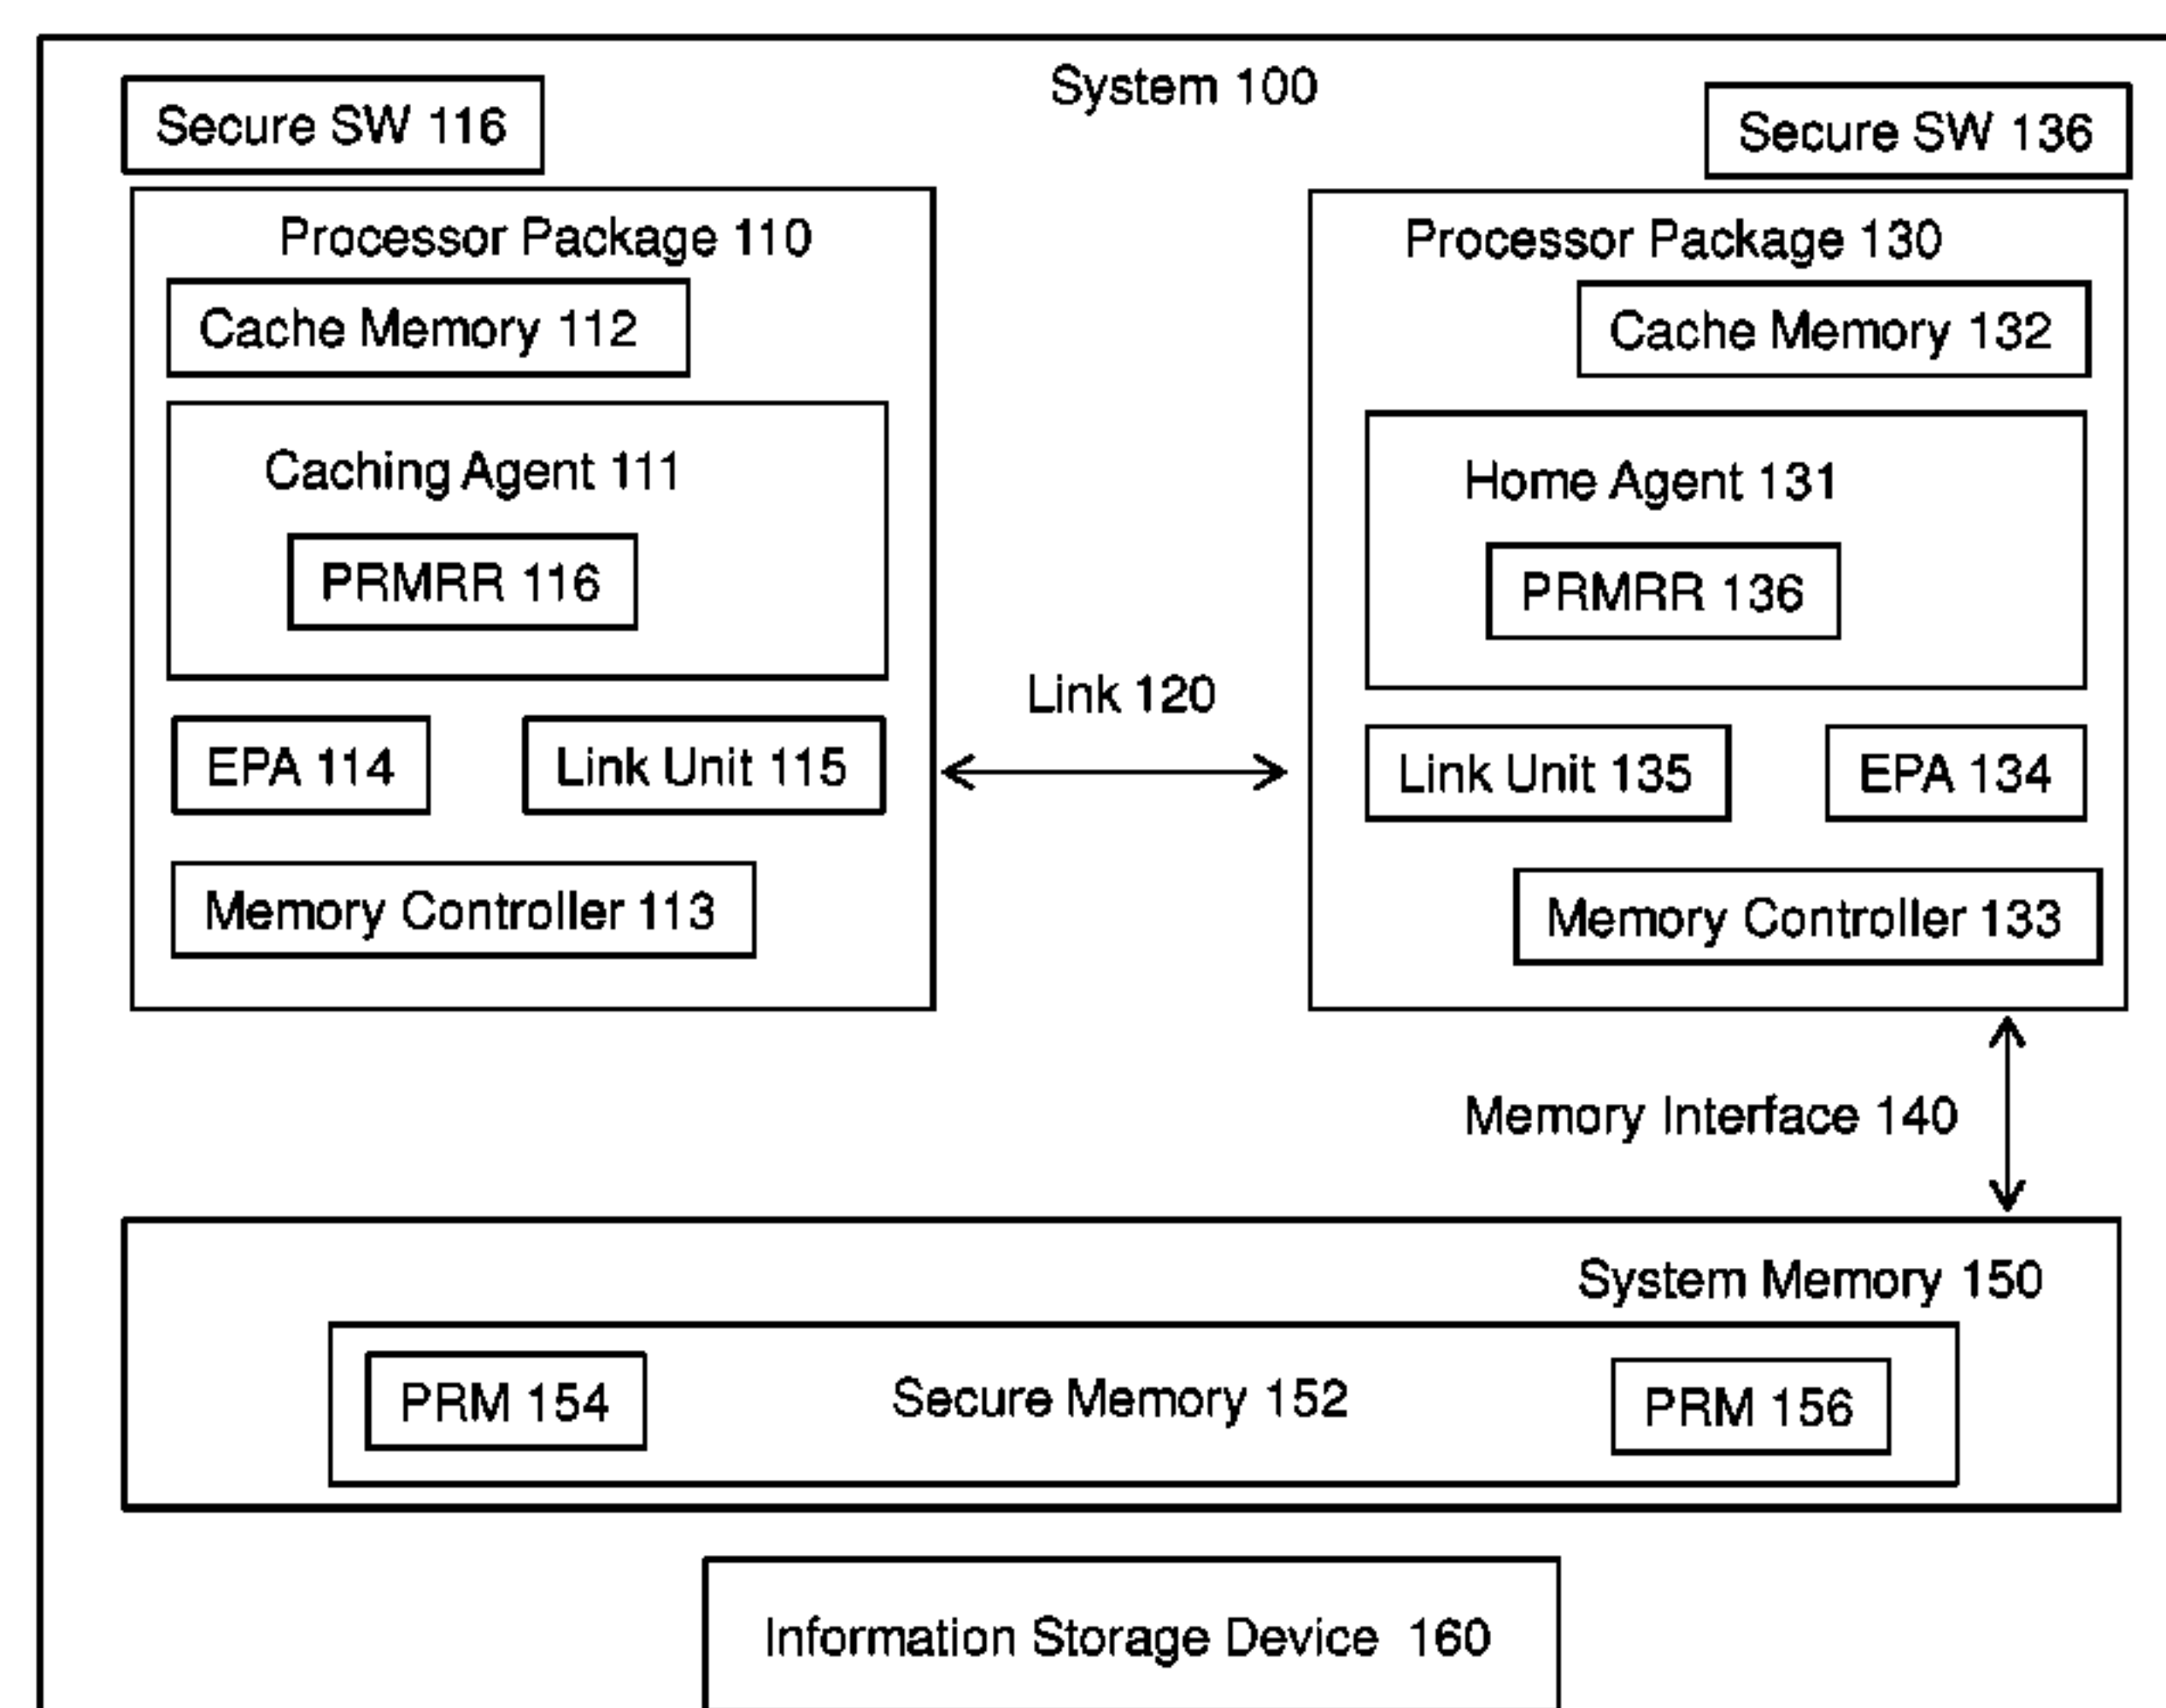 System 100
Secure SW 116
Secure SW 136
Processor Package 110
Cache Memory 112
Caching Agent 111
PRMRR 116
EPA 114
Link Unit 115
Memory Controller 113
Link 120
Processor Package 130
Cache Memory 132
Home Agent 131
PRMRR 136
Link Unit 135
EPA 134
Memory Controller 133
Memory Interface 140
System Memory 150
PRM 154
Secure Memory 152
PRM 156
Information Storage Device 160